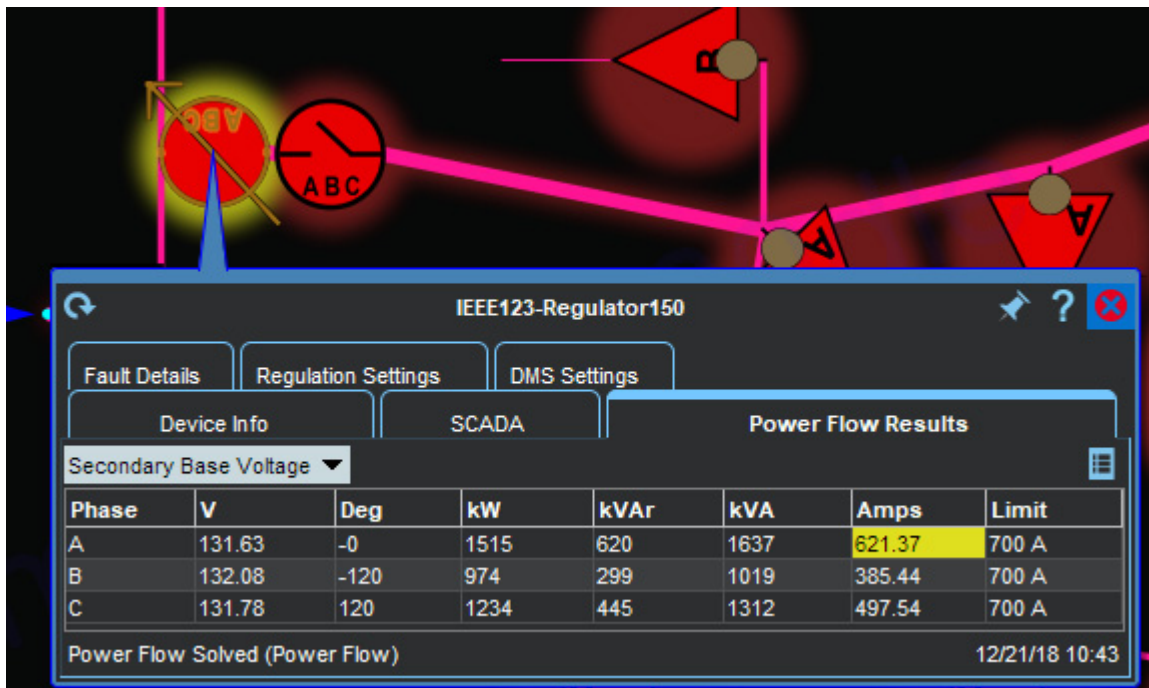 B
ABC
ABC
A
A
IEEE123-Regulator150
?
Fault Details Regulation Settings DMS Settings
Device Info SCADA Power Flow Results
Secondary Base Voltage
Phase V Deg kW kVAr kVA Amps Limit
A 131.63 -0 1515 620 1637 621.37 700 A
B 132.08 -120 974 299 1019 385.44 700 A
C 131.78 120 1234 445 1312 497.54 700 A
Power Flow Solved (Power Flow) 12/21/18 10:43